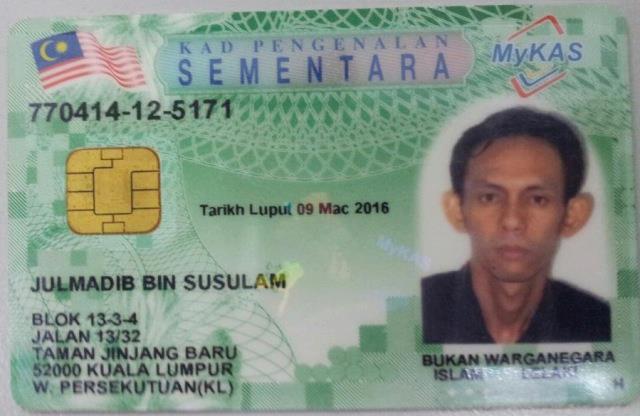 KAD PENGENALAN
SEMENTARA
MyKAS
770414-12-5171
Tarikh Luput 09 Mac 2016
MyKAS
JULMADIB BIN SUSULAM
BLOK 13-3-4
JALAN 13/32
TAMAN JINJANG BARU
52000 KUALA LUMPUR
W. PERSEKUTUAN(KL)
BUKAN WARGANEGARA
ISLAM LELAKI
H